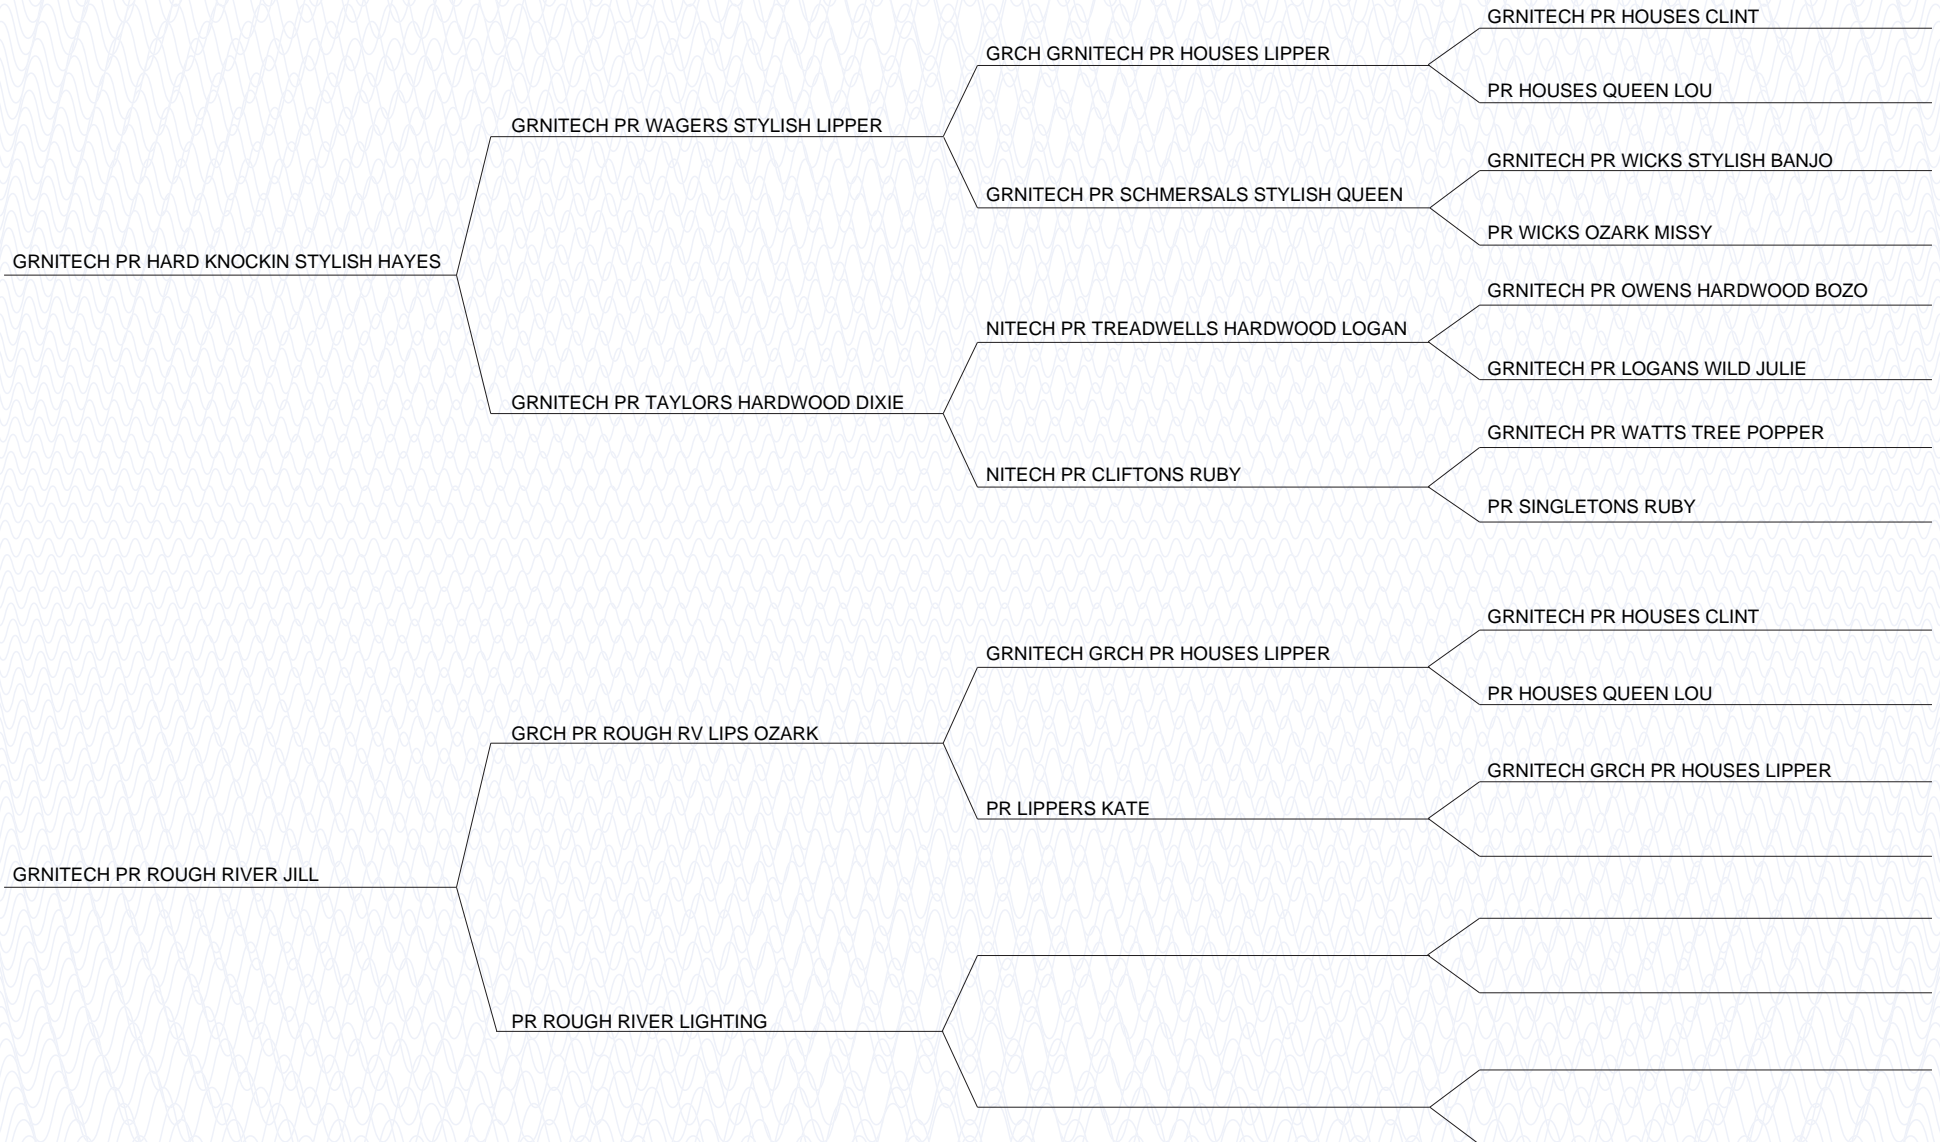 GRNITECH PR HOUSES CLINT
GRCH GRNITECH PR HOUSES LIPPER
PR HOUSES QUEEN LOU
GRNITECH PR WAGERS STYLISH LIPPER
GRNITECH PR WICKS STYLISH BANJO
GRNITECH PR SCHMERSALS STYLISH QUEEN
PR WICKS OZARK MISSY
GRNITECH PR HARD KNOCKIN STYLISH HAYES
GRNITECH PR OWENS HARDWOOD BOZO
NITECH PR TREADWELLS HARDWOOD LOGAN
GRNITECH PR LOGANS WILD JULIE
GRNITECH PR TAYLORS HARDWOOD DIXIE
GRNITECH PR WATTS TREE POPPER
NITECH PR CLIFTONS RUBY
PR SINGLETONS RUBY
GRNITECH PR HOUSES CLINT
GRNITECH GRCH PR HOUSES LIPPER
PR HOUSES QUEEN LOU
GRCH PR ROUGH RV LIPS OZARK
GRNITECH GRCH PR HOUSES LIPPER
PR LIPPERS KATE
GRNITECH PR ROUGH RIVER JILL
PR ROUGH RIVER LIGHTING